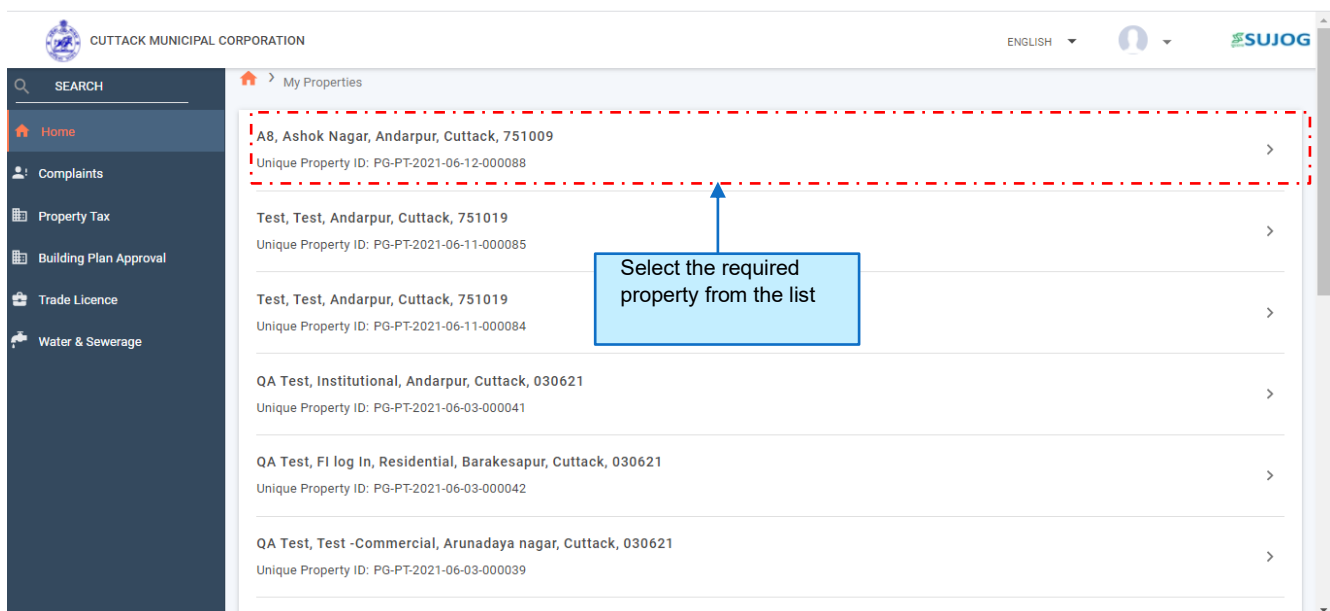 CUTTACK MUNICIPAL CORPORATION
ENGLISH
SUJOG
SEARCH
My Properties
Home
Complaints
Property Tax
Building Plan Approval
Trade Licence
Water & Sewerage
A8, Ashok Nagar, Andarpur, Cuttack, 751009
Unique Property ID: PG-PT-2021-06-12-000088
Test, Test, Andarpur, Cuttack, 751019
Unique Property ID: PG-PT-2021-06-11-000085
Select the required
property from the list
Test, Test, Andarpur, Cuttack, 751019
Unique Property ID: PG-PT-2021-06-11-000084
QA Test, Institutional, Andarpur, Cuttack, 030621
Unique Property ID: PG-PT-2021-06-03-000041
QA Test, FI log In, Residential, Barakesapur, Cuttack, 030621
Unique Property ID: PG-PT-2021-06-03-000042
QA Test, Test -Commercial, Arunadaya nagar, Cuttack, 030621
Unique Property ID: PG-PT-2021-06-03-000039